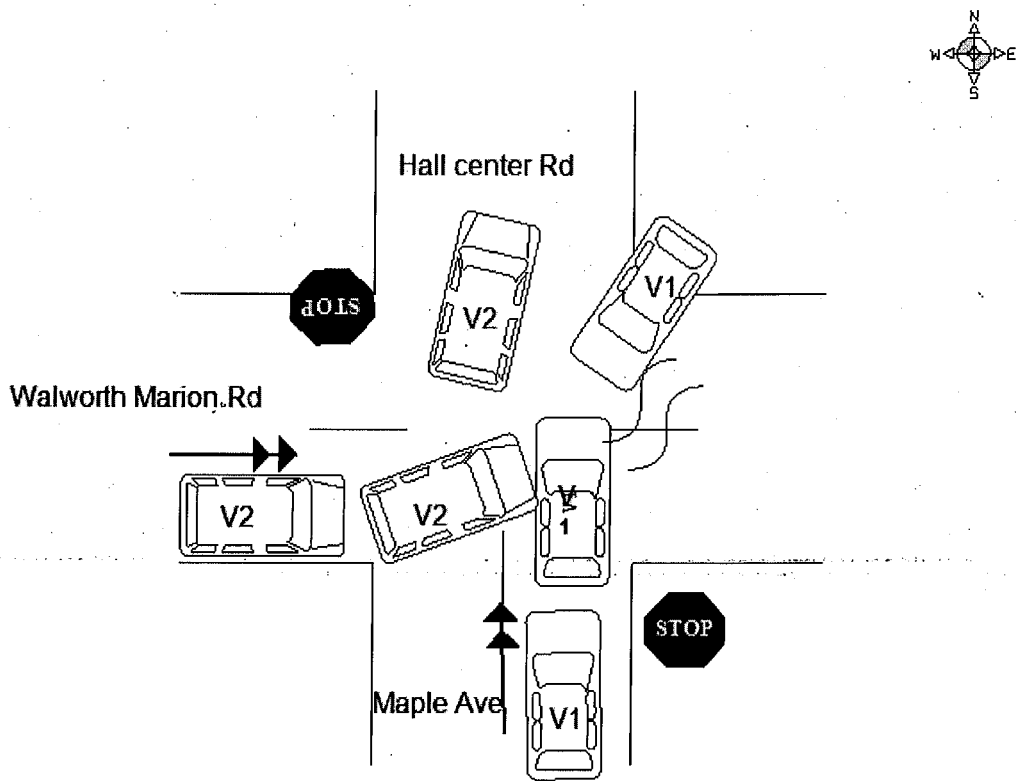 N
W E
S
Hall center Rd
V1
STOP
V2
Walworth Marion.Rd
V2
V2
V
1
STOP
Maple Ave
V1